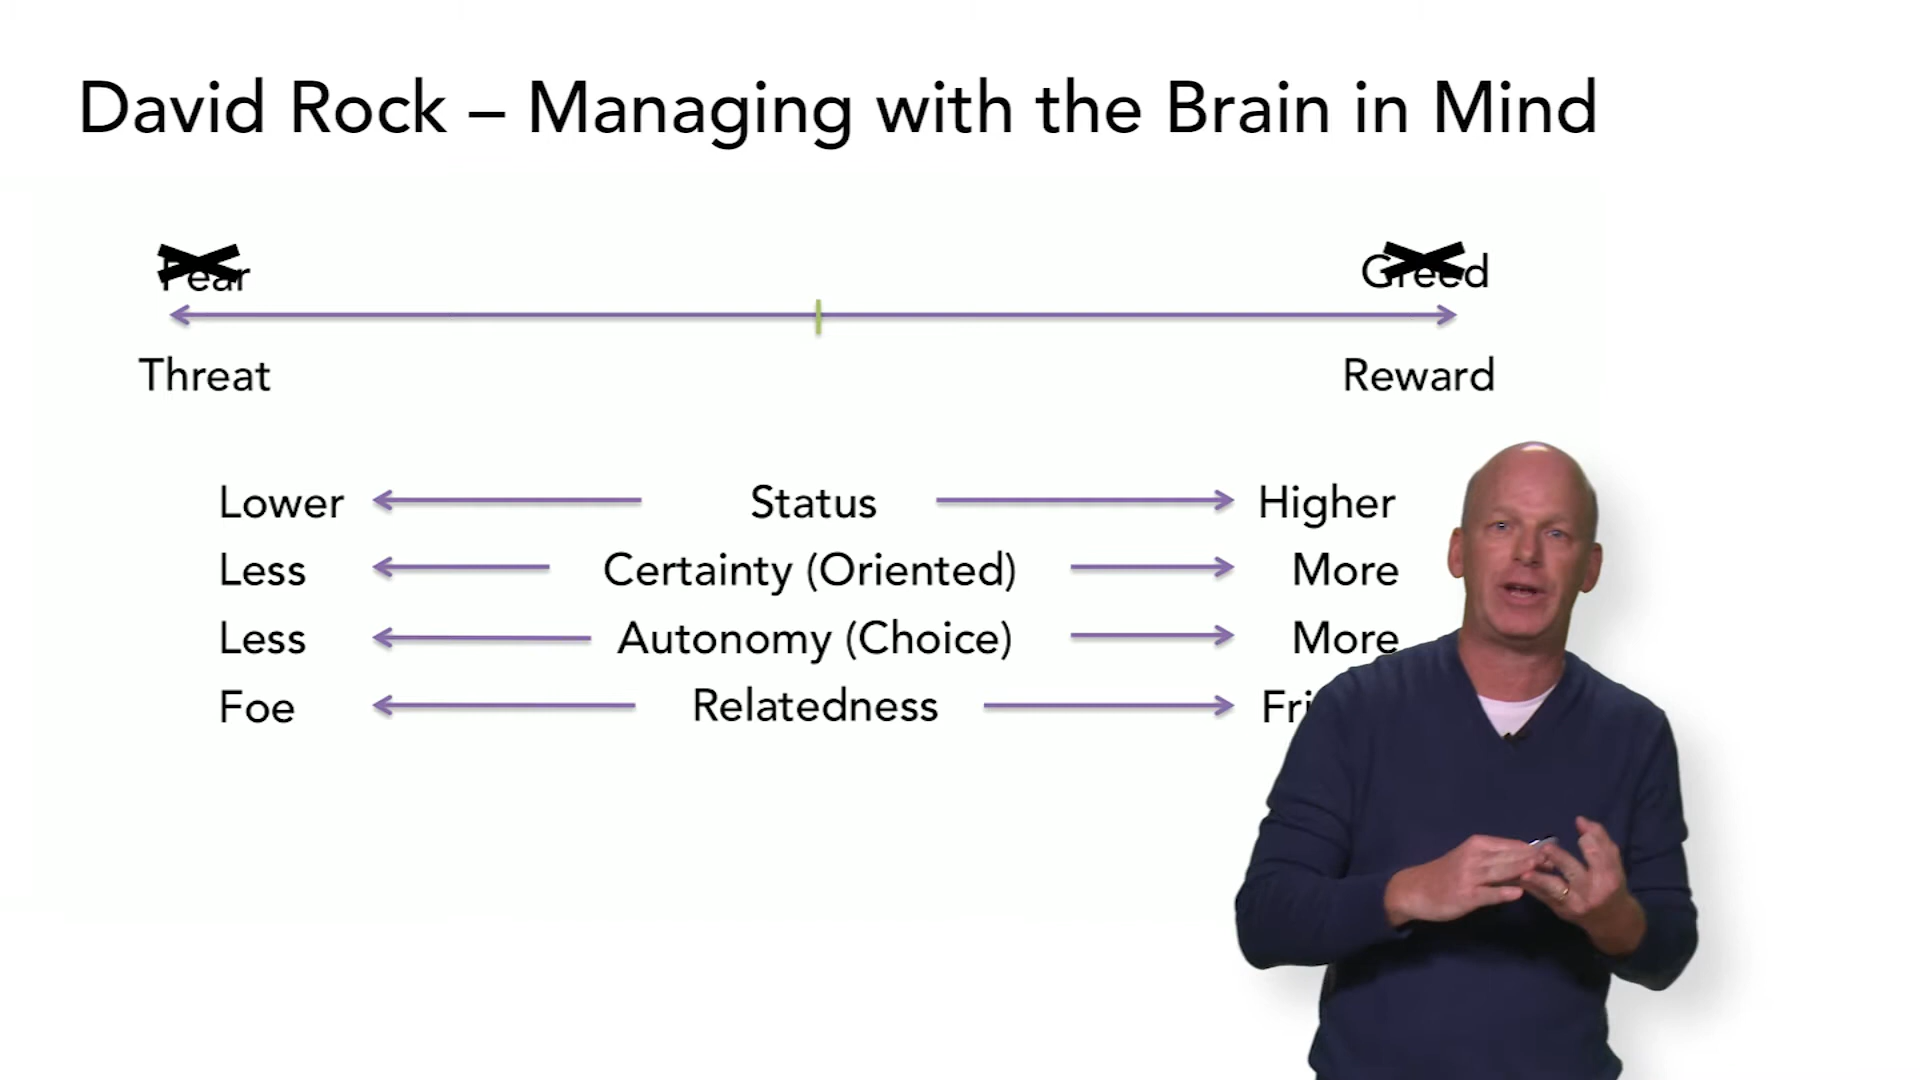 David Rock – Managing with the Brain in Mind
Fear Greed
Threat Reward
Lower Status Higher
Less Certainty (Oriented) More
Less Autonomy (Choice) More
Foe Relatedness